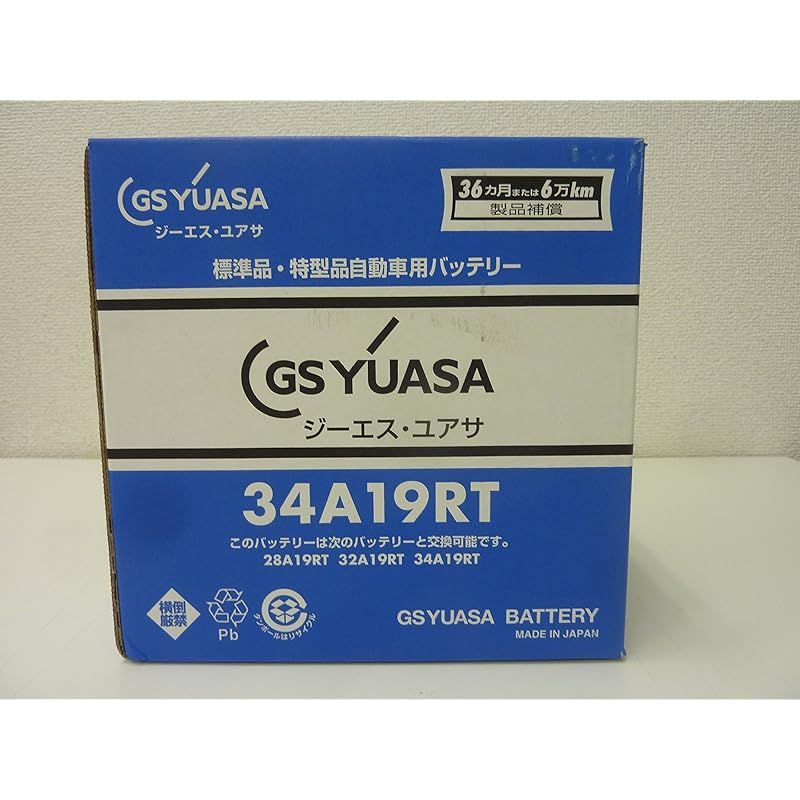 GS YUASA
ジーエス・ユアサ
36カ月または6万km
製品補償
標準品・特型品自動車用バッテリー
GS YUASA
ジーエス・ユアサ
34A19RT
このバッテリーは次のバッテリーと交換可能です。
28A19RT 32A19RT 34A19RT
横倒
厳禁
Pb
ダンボールはリサイクル
GS YUASA BATTERY
MADE IN JAPAN